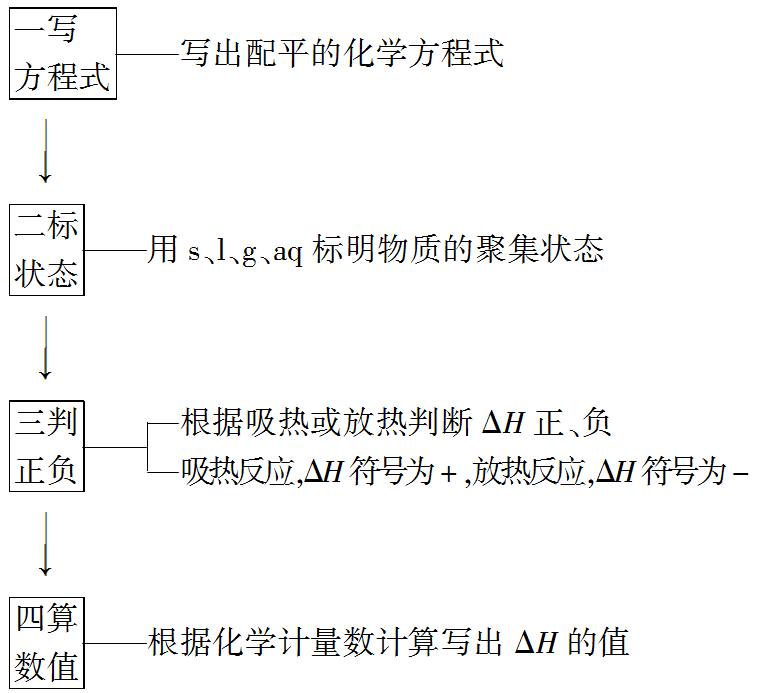 一写
方程式
写出配平的化学方程式
二标
状态
用 s、l、g、aq 标明物质的聚集状态
三判
正负
根据吸热或放热判断 ΔH 正、负
吸热反应,ΔH 符号为+,放热反应,ΔH 符号为-
四算
数值
根据化学计量数计算写出 ΔH 的值